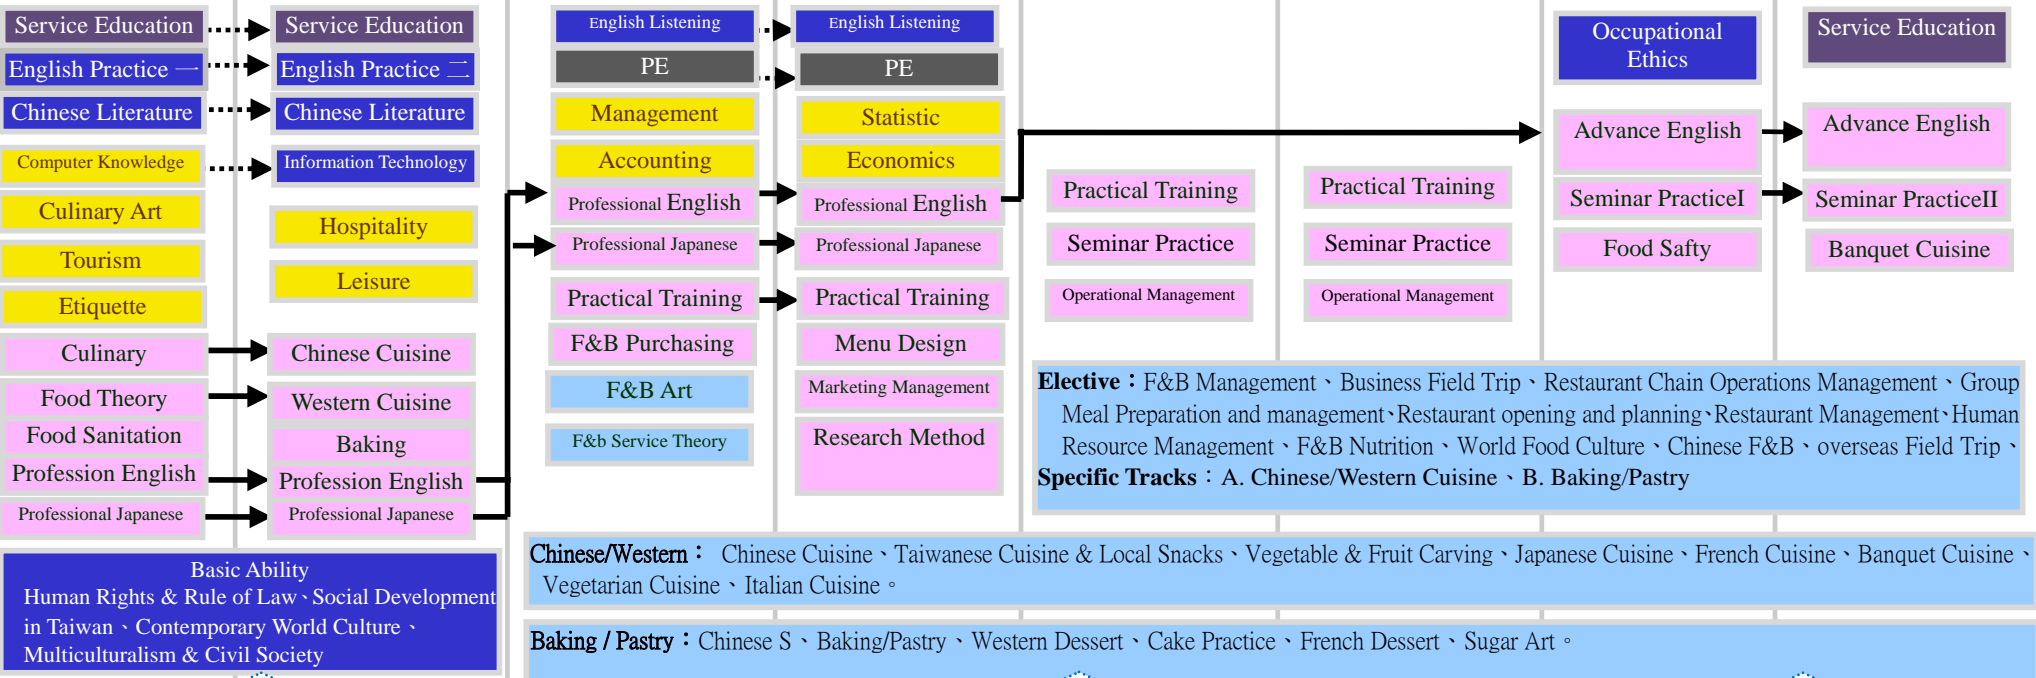 Service Education
English Practice 一
Chinese Literature
Computer Knowledge
Culinary Art
Tourism
Etiquette
Culinary
Food Theory
Food Sanitation
Profession English
Professional Japanese
Service Education
English Practice 二
Chinese Literature
Information Technology
Hospitality
Leisure
Chinese Cuisine
Western Cuisine
Baking
Profession English
Professional Japanese
Basic Ability
Human Rights & Rule of Law、Social Development
in Taiwan、Contemporary World Culture、
Multiculturalism & Civil Society
English Listening
PE
Management
Accounting
Professional English
Professional Japanese
Practical Training
F&B Purchasing
F&B Art
F&b Service Theory
English Listening
PE
Statistic
Economics
Professional English
Professional Japanese
Practical Training
Menu Design
Marketing Management
Research Method
Practical Training
Seminar Practice
Operational Management
Practical Training
Seminar Practice
Operational Management
Occupational
Ethics
Advance English
Seminar PracticeI
Food Safty
Service Education
Advance English
Seminar PracticeII
Banquet Cuisine
Elective：F&B Management、Business Field Trip、Restaurant Chain Operations Management、Group
Meal Preparation and management、Restaurant opening and planning、Restaurant Management、Human
Resource Management、F&B Nutrition、World Food Culture、Chinese F&B、overseas Field Trip、
Specific Tracks：A. Chinese/Western Cuisine、B. Baking/Pastry
Chinese/Western： Chinese Cuisine、Taiwanese Cuisine & Local Snacks、Vegetable & Fruit Carving、Japanese Cuisine、French Cuisine、Banquet Cuisine、
Vegetarian Cuisine、Italian Cuisine。
Baking / Pastry：Chinese S、Baking/Pastry、Western Dessert、Cake Practice、French Dessert、Sugar Art。